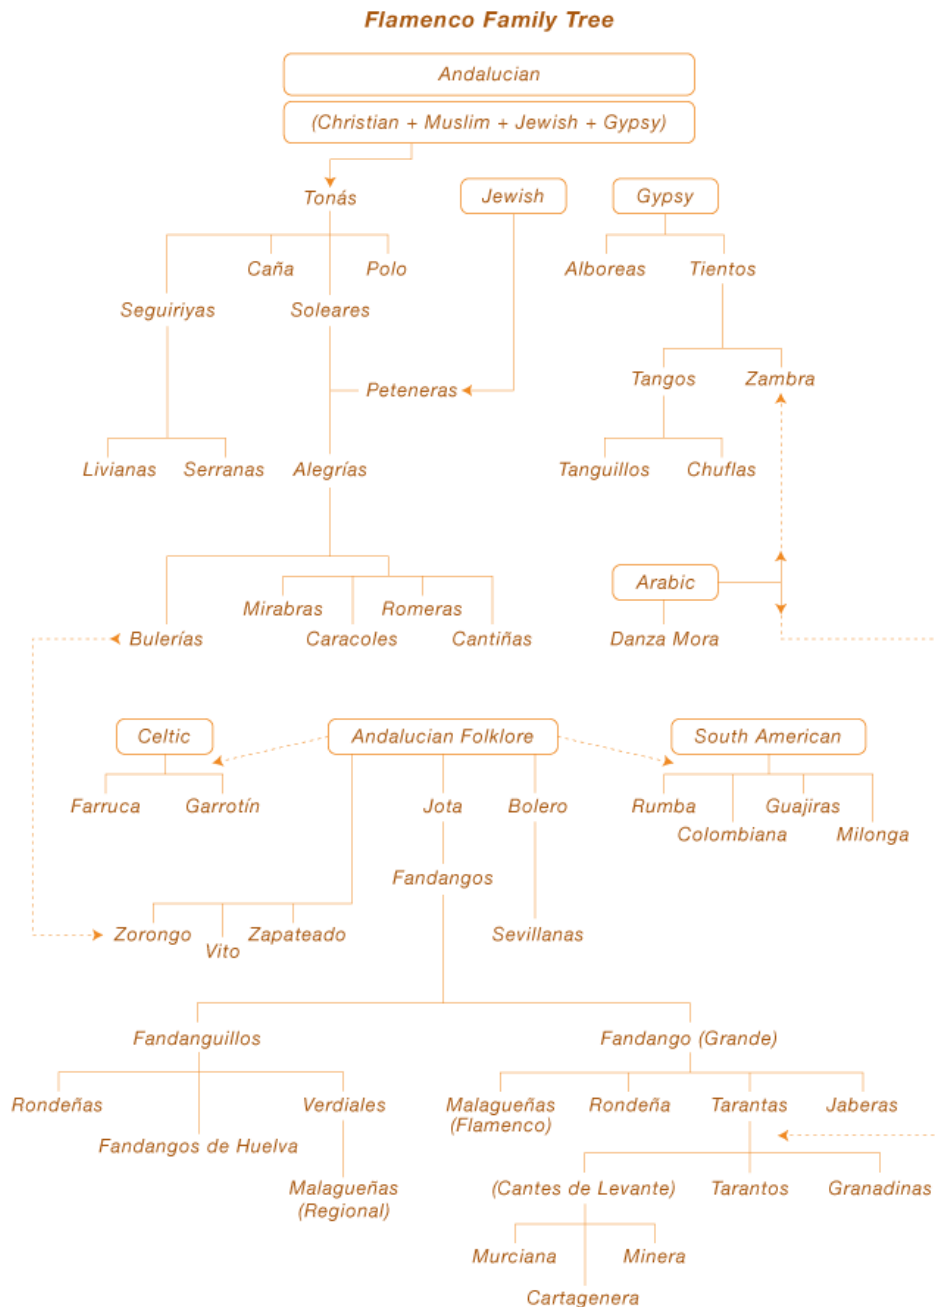 Flamenco Family Tree
Andalucian
(Christian + Muslim + Jewish + Gypsy)
Tonás
Jewish
Gypsy
Caña
Polo
Alboreas
Tientos
Seguiriyas
Soleares
Peteneras
Tangos
Zambra
Livianas
Serranas
Alegrías
Tanguillos
Chuflas
Arabic
Mirabras
Romeras
Bulerías
Caracoles
Cantiñas
Danza Mora
Celtic
Andalucian Folklore
South American
Farruca
Garrotín
Jota
Bolero
Rumba
Guajiras
Colombiana
Milonga
Fandangos
Zorongo
Zapateado
Sevillanas
Vito
Fandanguillos
Fandango (Grande)
Rondeñas
Verdiales
Malagueñas
(Flamenco)
Rondeña
Tarantas
Jaberas
Fandangos de Huelva
Malagueñas
(Regional)
(Cantes de Levante)
Tarantos
Granadinas
Murciana
Minera
Cartagenera